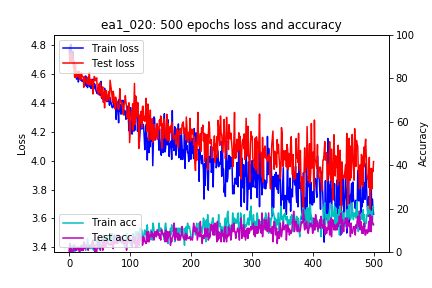 ea1_020: 500 epochs loss and accuracy
Train loss
Test loss
Train acc
Test acc
Loss
4.8
4.6
4.4
4.2
4.0
3.8
3.6
3.4
Accuracy
100
80
60
40
20
0
0 100 200 300 400 500